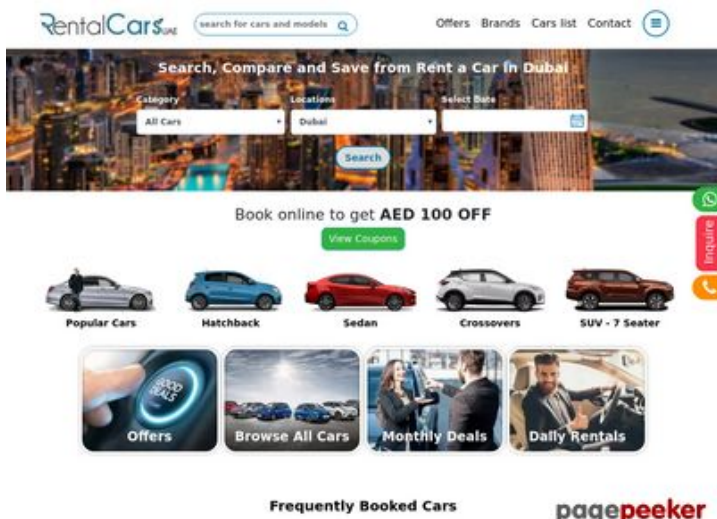 RentalCars UAE
search for cars and models
Offers Brands Cars list Contact
Search, Compare and Save from Rent a Car in Dubai
Category Locations Select Date
All Cars Dubai
Search
Book online to get AED 100 OFF
View Coupons
Inquire
Popular Cars Hatchback Sedan Crossovers SUV - 7 Seater
GOOD
DEALS
Offers Browse All Cars Monthly Deals Daily Rentals
Frequently Booked Cars
pagepeeker